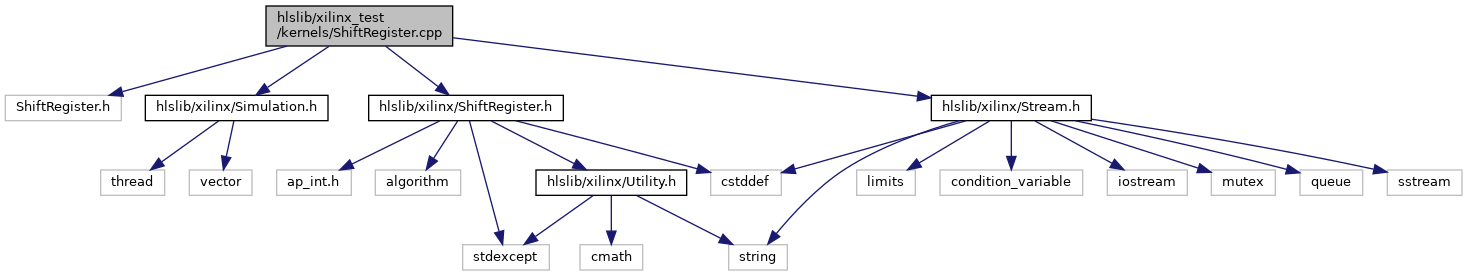 hlslib/xilinx_test
/kernels/ShiftRegister.cpp
ShiftRegister.h
hlslib/xilinx/Simulation.h
hlslib/xilinx/ShiftRegister.h
hlslib/xilinx/Stream.h
thread
vector
ap_int.h
algorithm
hlslib/xilinx/Utility.h
cstddef
limits
condition_variable
iostream
mutex
queue
sstream
stdexcept
cmath
string